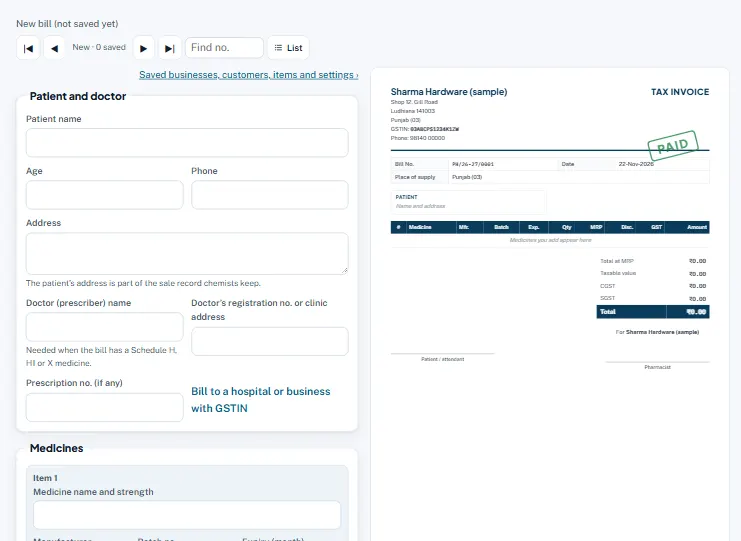 New bill (not saved yet)
New · 0 saved
Find no.
List
Saved businesses, customers, items and settings ›
Patient and doctor
Patient name
Age
Phone
Address
The patient's address is part of the sale record chemists keep.
Doctor (prescriber) name
Doctor's registration no. or clinic address
Needed when the bill has a Schedule H, H1 or X medicine.
Prescription no. (if any)
Bill to a hospital or business with GSTIN
Medicines
Item 1
Medicine name and strength
Sharma Hardware (sample)
TAX INVOICE
Shop 12, Gill Road
Ludhiana 141003
Punjab (03)
GSTIN:
Phone: 98140 00000
PAID
Bill No. PH/26-27/0001 Date 22-Nov-2026
Place of supply Punjab (03)
PATIENT
Name and address
# Medicine Mfr. Batch Exp. Qty MRP Disc. GST Amount
Medicines you add appear here
Total at MRP ₹0.00
Taxable value ₹0.00
CGST ₹0.00
SGST ₹0.00
Total ₹0.00
For Sharma Hardware (sample)
Patient / attendant
Pharmacist